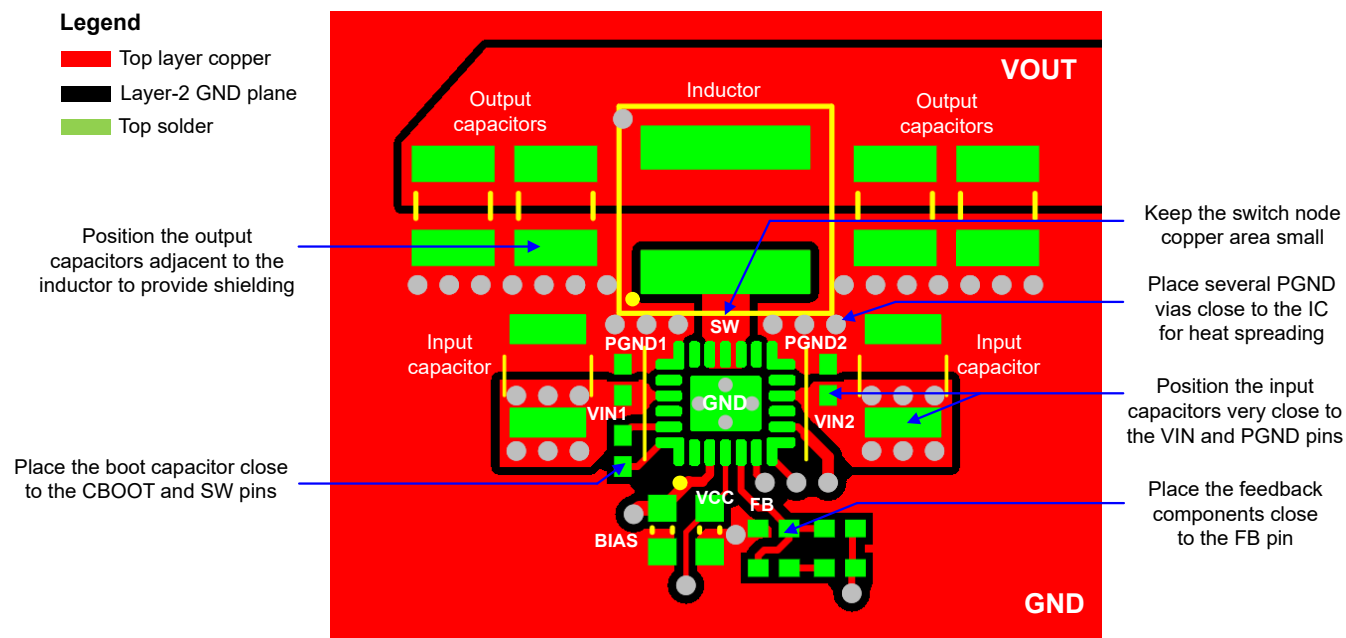 Legend
Top layer copper
Layer-2 GND plane
Top solder
VOUT
Inductor
Output
capacitors
Output
capacitors
Position the output
capacitors adjacent to the
inductor to provide shielding
Keep the switch node
copper area small
Place several PGND
vias close to the IC
for heat spreading
SW
PGND1
PGND2
Input
capacitor
Input
capacitor
GND
VIN1
VIN2
Position the input
capacitors very close to
the VIN and PGND pins
Place the boot capacitor close
to the CBOOT and SW pins
VCC
FB
BIAS
Place the feedback
components close
to the FB pin
GND